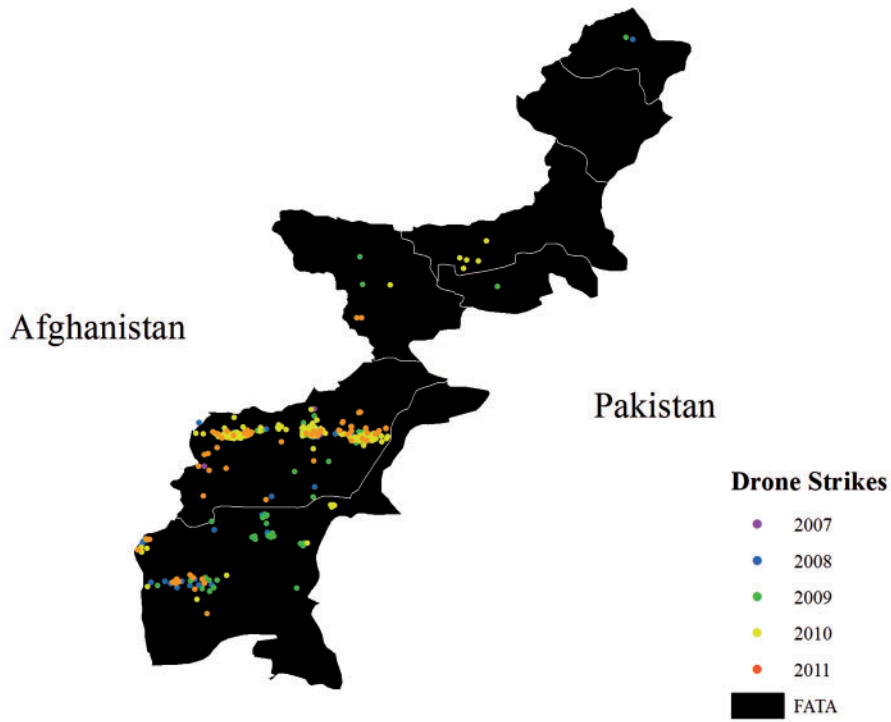 Afghanistan
Pakistan
Drone Strikes
2007
2008
2009
2010
2011
FATA